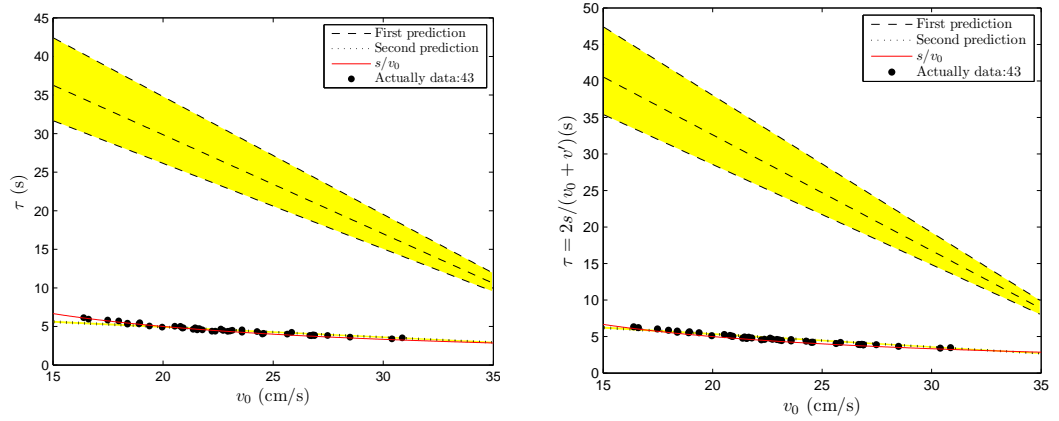 45
40
35
30
25
20
15
10
5
0
τ (s)
15 20 25 30 35
v₀ (cm/s)
First prediction
Second prediction
s/v₀
Actually data:43
50
45
40
35
30
25
20
15
10
5
0
τ = 2s/(v₀ + v′)(s)
15 20 25 30 35
v₀ (cm/s)
First prediction
Second prediction
s/v₀
Actually data:43